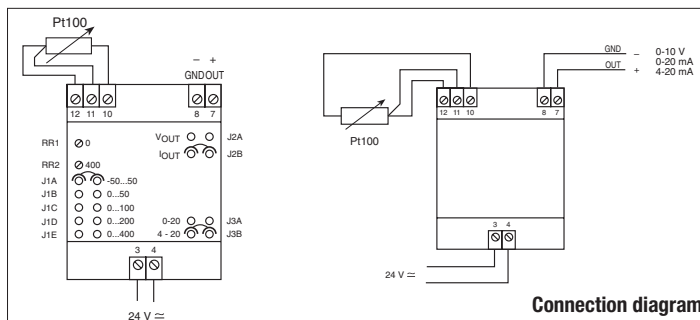 Pt100
– +
GND OUT
12 11 10 8 7
RR1 0
VOUT J2A
IOUT J2B
RR2 400
J1A -50...50
J1B 0...50
J1C 0...100
J1D 0...200 0-20 J3A
J1E 0...400 4 - 20 J3B
3 4
24 V ≃
GND – 0-10 V
0-20 mA
OUT + 4-20 mA
12 11 10 8 7
Pt100
3 4
24 V ≃
Connection diagram